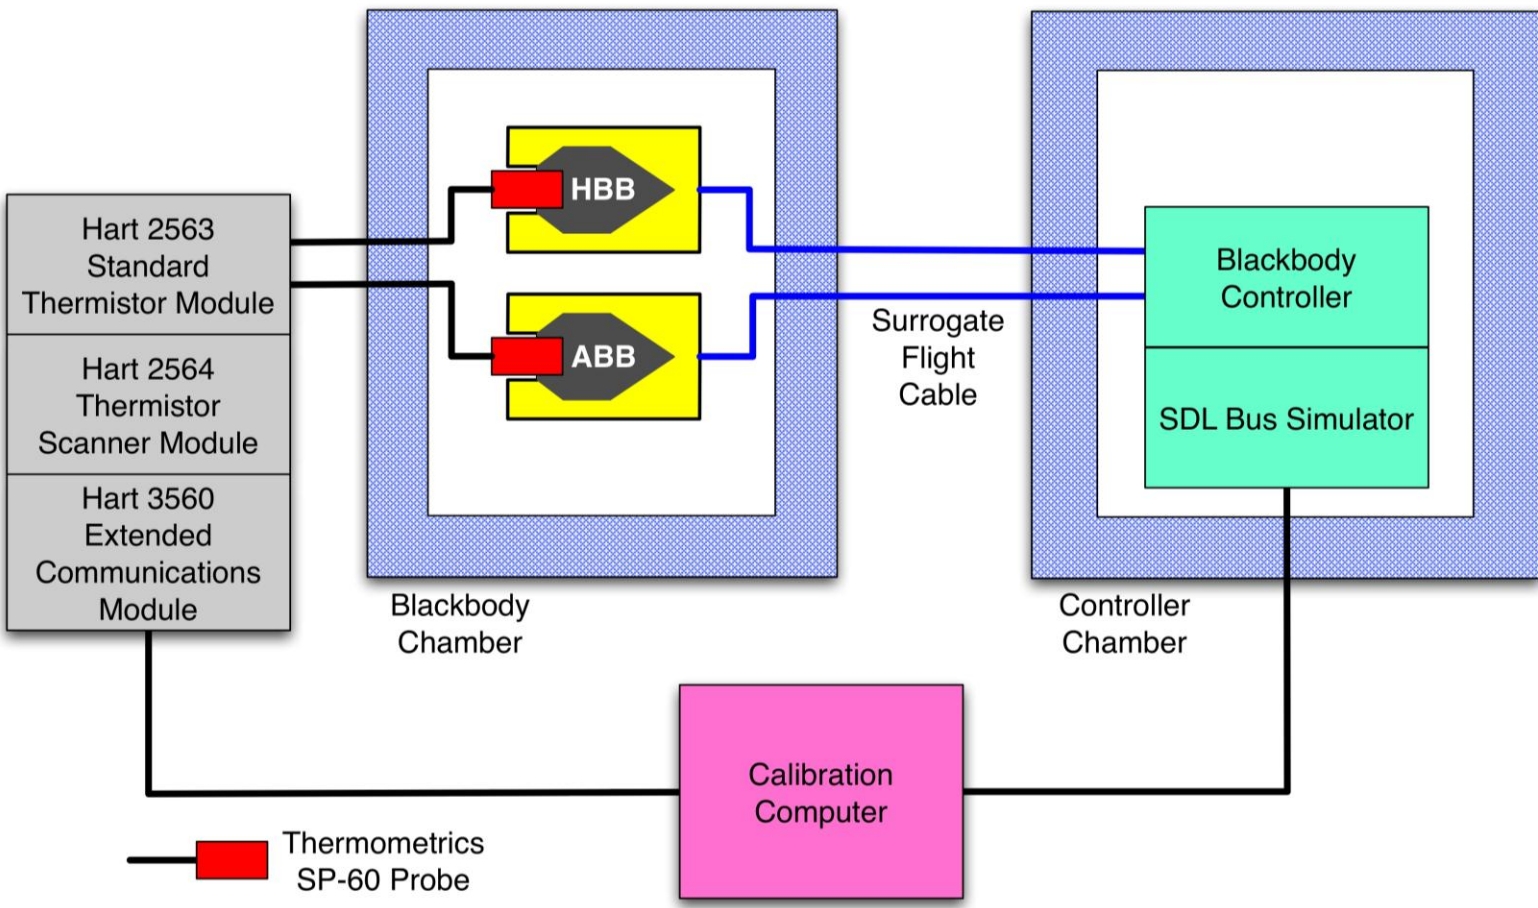 Hart 2563
Standard
Thermistor Module
Hart 2564
Thermistor
Scanner Module
Hart 3560
Extended
Communications
Module
HBB
ABB
Blackbody
Chamber
Surrogate
Flight
Cable
Blackbody
Controller
SDL Bus Simulator
Controller
Chamber
Calibration
Computer
Thermometrics
SP-60 Probe